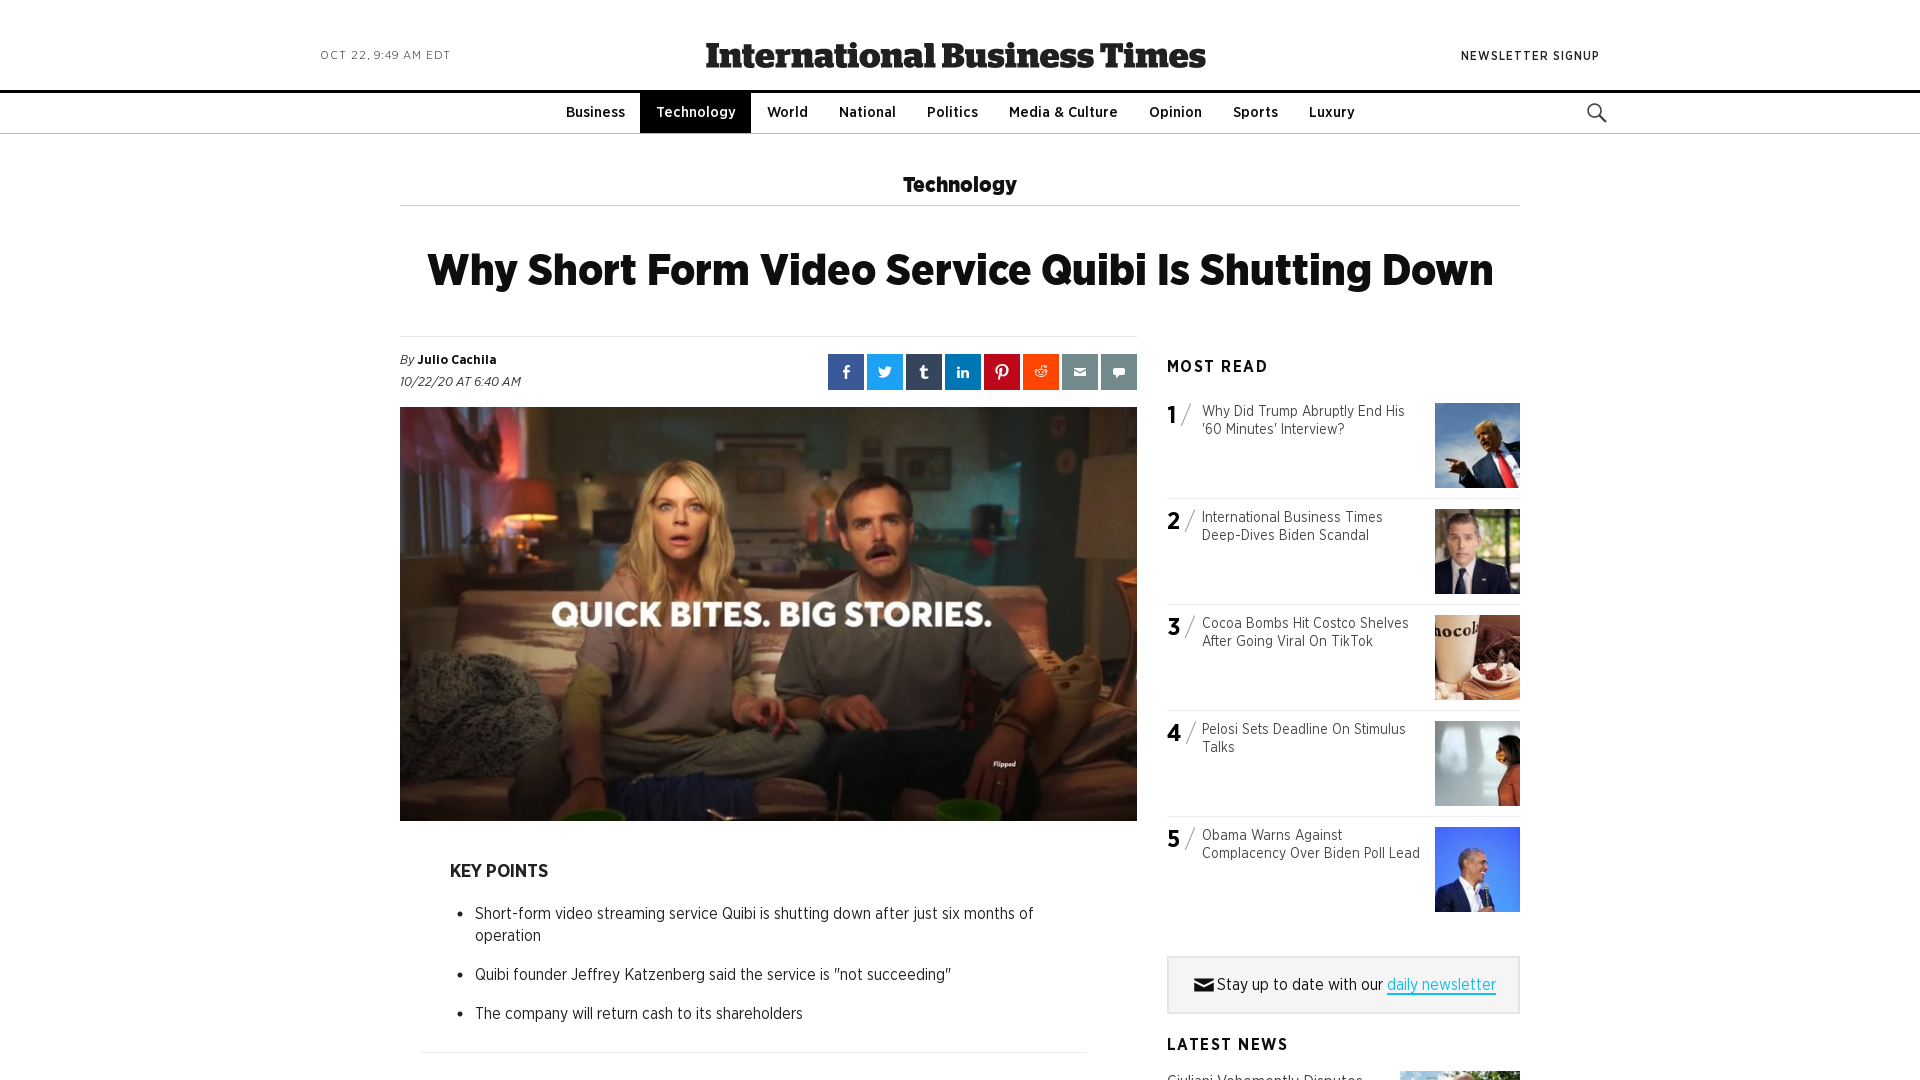 OCT 22, 9:49 AM EDT
International Business Times
NEWSLETTER SIGNUP
Business
Technology
World
National
Politics
Media & Culture
Opinion
Sports
Luxury
Technology
Why Short Form Video Service Quibi Is Shutting Down
By Julio Cachila
10/22/20 AT 6:40 AM
QUICK BITES. BIG STORIES.
Flipped
KEY POINTS
Short-form video streaming service Quibi is shutting down after just six months of
operation
Quibi founder Jeffrey Katzenberg said the service is "not succeeding"
The company will return cash to its shareholders
MOST READ
1 / Why Did Trump Abruptly End His
'60 Minutes' Interview?
2 / International Business Times
Deep-Dives Biden Scandal
3 / Cocoa Bombs Hit Costco Shelves
After Going Viral On TikTok
4 / Pelosi Sets Deadline On Stimulus
Talks
5 / Obama Warns Against
Complacency Over Biden Poll Lead
Stay up to date with our daily newsletter
LATEST NEWS
Giuliani Vehemently Disputes